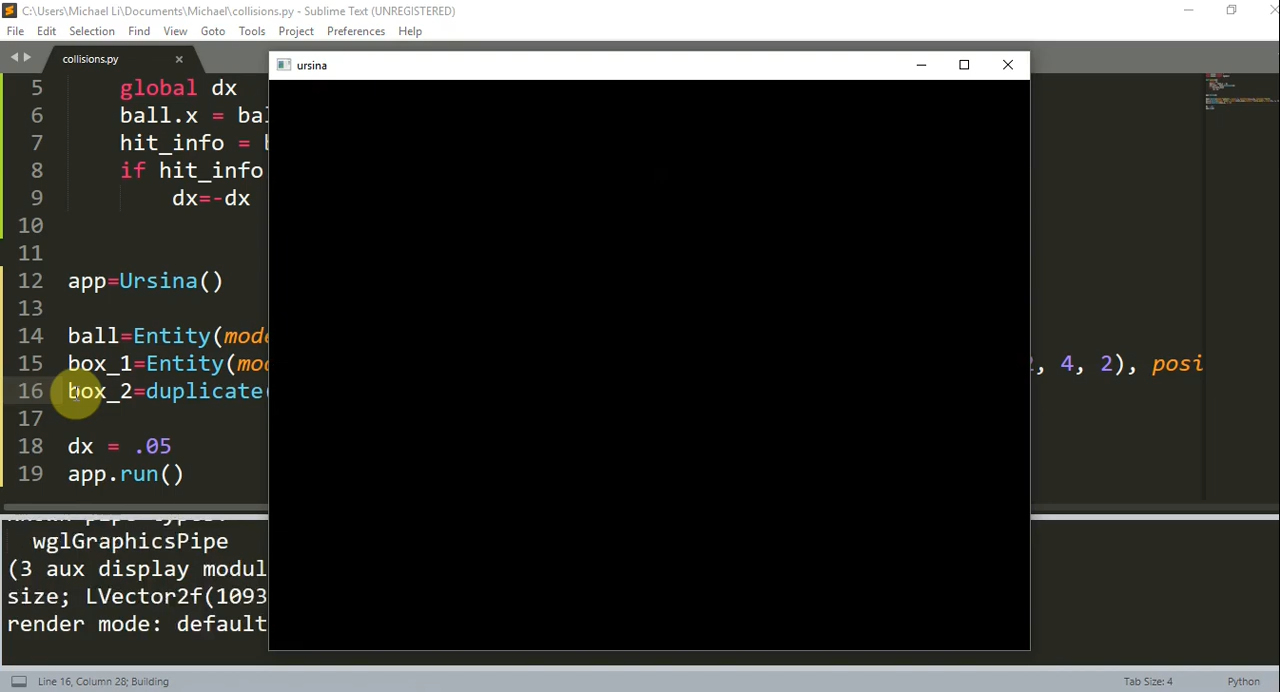 C:\Users\Michael Li\Documents\Michael\collisions.py - Sublime Text (UNREGISTERED)
File Edit Selection Find View Goto Tools Project Preferences Help
collisions.py
ursina
5 global dx
6 ball.x = bal
7 hit_info = b
8 if hit_info
9 dx=-dx
10
11
12 app=Ursina()
13
14 ball=Entity(mode
15 box_1=Entity(mod 2, 4, 2), posi
16 box_2=duplicate(
17
18 dx = .05
19 app.run()
wglGraphicsPipe
(3 aux display modul
size; LVector2f(1093
render mode: default
Line 16, Column 28; Building Tab Size: 4 Python